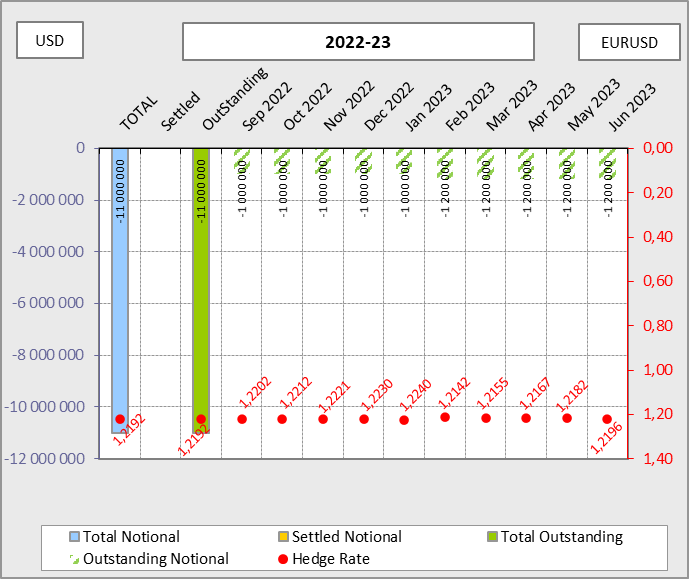 USD
2022-23
EURUSD
TOTAL
Settled
OutStanding
Sep 2022
Oct 2022
Nov 2022
Dec 2022
Jan 2023
Feb 2023
Mar 2023
Apr 2023
May 2023
Jun 2023
0
-2 000 000
-4 000 000
-6 000 000
-8 000 000
-10 000 000
-12 000 000
-11 000 000
-11 000 000
-1 000 000
-1 000 000
-1 000 000
-1 000 000
-1 000 000
-1 200 000
-1 200 000
-1 200 000
-1 200 000
-1 200 000
1,2192
1,2192
1,2202
1,2212
1,2221
1,2230
1,2240
1,2142
1,2155
1,2167
1,2182
1,2196
0,00
0,20
0,40
0,60
0,80
1,00
1,20
1,40
Total Notional
Settled Notional
Total Outstanding
Outstanding Notional
Hedge Rate